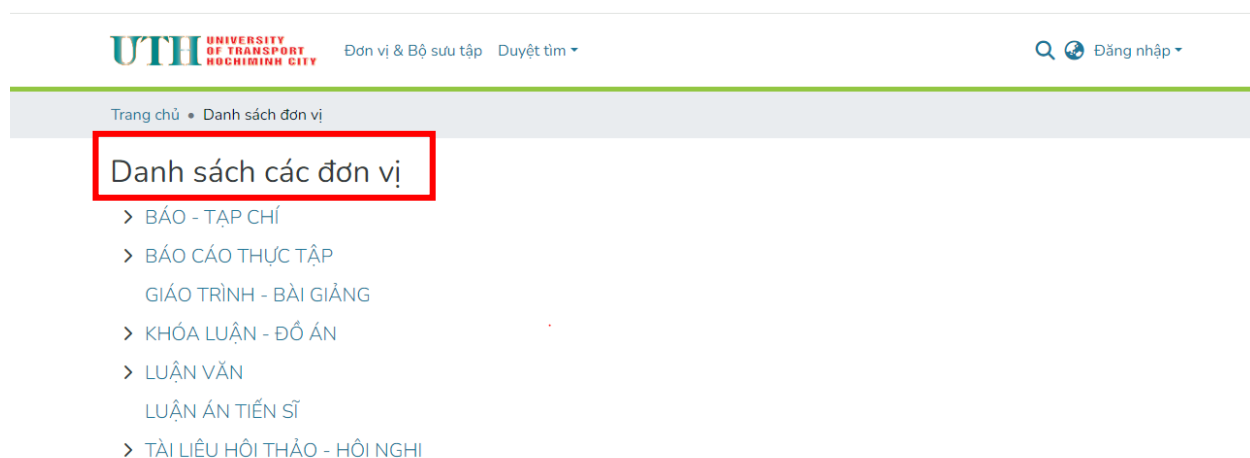 UTH UNIVERSITY
OF TRANSPORT
HOCHIMINH CITY
Đơn vị & Bộ sưu tập Duyệt tìm Đăng nhập
Trang chủ • Danh sách đơn vị
Danh sách các đơn vị
BÁO - TẠP CHÍ
BÁO CÁO THỰC TẬP
GIÁO TRÌNH - BÀI GIẢNG
KHÓA LUẬN - ĐỒ ÁN
LUẬN VĂN
LUẬN ÁN TIẾN SĨ
TÀI LIỆU HỘI THẢO - HỘI NGHỊ